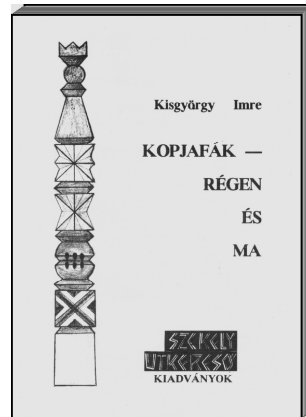 Kisgyörgy Imre
KOPJAFÁK —
RÉGEN
ÉS
MA
SZÉKELY
ÚTKERESŐ
KIADVÁNYOK